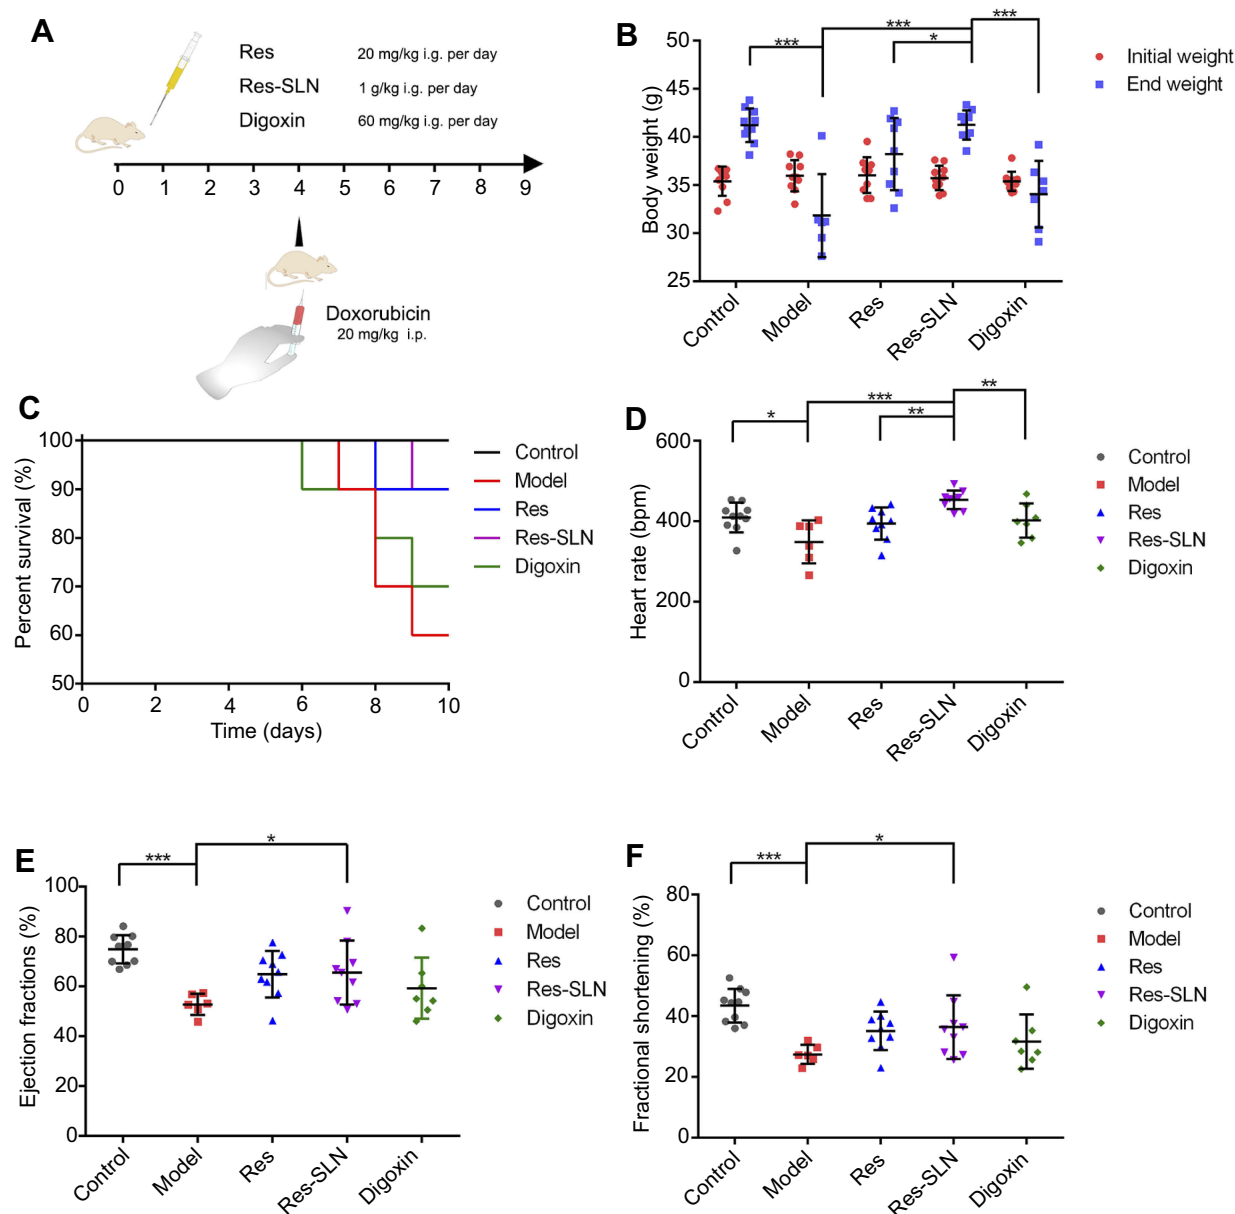 A
Res 20 mg/kg i.g. per day
Res-SLN 1 g/kg i.g. per day
Digoxin 60 mg/kg i.g. per day
0 1 2 3 4 5 6 7 8 9
Doxorubicin
20 mg/kg i.p.
B
*** *** * ***
Body weight (g)
50
45
40
35
30
25
Control Model Res Res-SLN Digoxin
Initial weight
End weight
C
Percent survival (%)
100
90
80
70
60
50
0 2 4 6 8 10
Time (days)
Control
Model
Res
Res-SLN
Digoxin
D
* *** ** **
Heart rate (bpm)
600
400
200
0
Control Model Res Res-SLN Digoxin
Control
Model
Res
Res-SLN
Digoxin
E
*** *
Ejection fractions (%)
100
80
60
40
20
0
Control Model Res Res-SLN Digoxin
Control
Model
Res
Res-SLN
Digoxin
F
*** *
Fractional shortening (%)
80
60
40
20
0
Control Model Res Res-SLN Digoxin
Control
Model
Res
Res-SLN
Digoxin